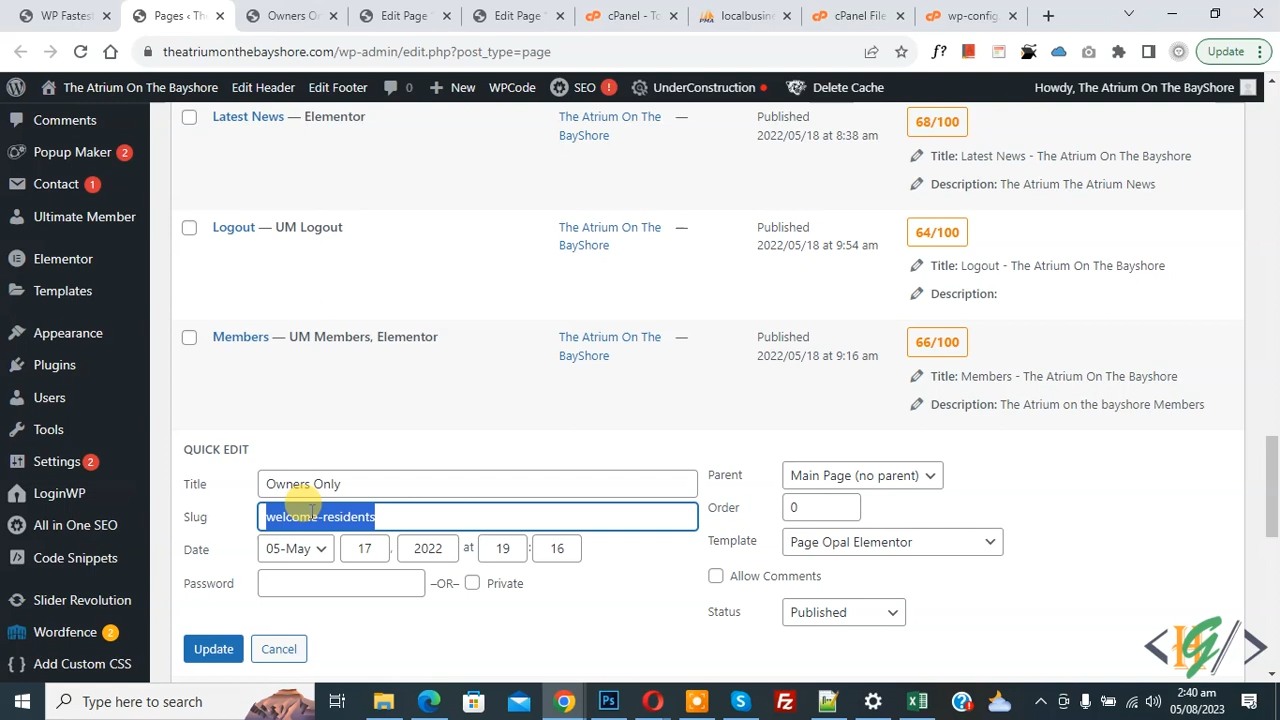 WP Fastes
Pages ‹ Th
Owners On
Edit Page
Edit Page "
cPanel - To
localbusin
cPanel File
wp-config
theatriumonthebayshore.com/wp-admin/edit.php?post_type=page
f?
Update
The Atrium On The Bayshore
Edit Header
Edit Footer
0
New
WPCode
SEO !
UnderConstruction
Delete Cache
Howdy, The Atrium On The BayShore
Comments
Popup Maker 2
Contact 1
Ultimate Member
Elementor
Templates
Appearance
Plugins
Users
Tools
Settings 2
LoginWP
All in One SEO
Code Snippets
Slider Revolution
Wordfence 2
Add Custom CSS
Latest News — Elementor
The Atrium On The
BayShore
—
Published
2022/05/18 at 8:38 am
68/100
Title: Latest News - The Atrium On The Bayshore
Description: The Atrium The Atrium News
Logout — UM Logout
The Atrium On The
BayShore
—
Published
2022/05/18 at 9:54 am
64/100
Title: Logout - The Atrium On The Bayshore
Description:
Members — UM Members, Elementor
The Atrium On The
BayShore
—
Published
2022/05/18 at 9:16 am
66/100
Title: Members - The Atrium On The Bayshore
Description: The Atrium on the bayshore Members
QUICK EDIT
Title Owners Only
Slug welcome-residents
Date 05-May 17 , 2022 at 19 : 16
Password –OR– Private
Parent Main Page (no parent)
Order 0
Template Page Opal Elementor
Allow Comments
Status Published
Update Cancel
HG
Type here to search
2:40 am
05/08/2023